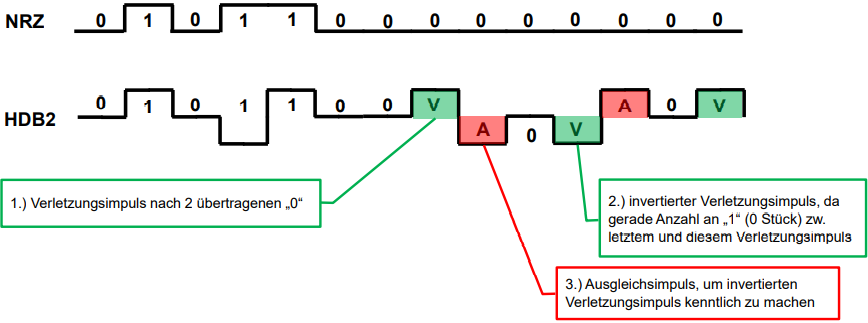 NRZ 0 1 0 1 1 0 0 0 0 0 0 0 0 0
HDB2 0 1 0 1 1 0 0 V A 0 V A 0 V
1.) Verletzungsimpuls nach 2 übertragenen „0“
2.) invertierter Verletzungsimpuls, da
gerade Anzahl an „1“ (0 Stück) zw.
letztem und diesem Verletzungsimpuls
3.) Ausgleichsimpuls, um invertierten
Verletzungsimpuls kenntlich zu machen